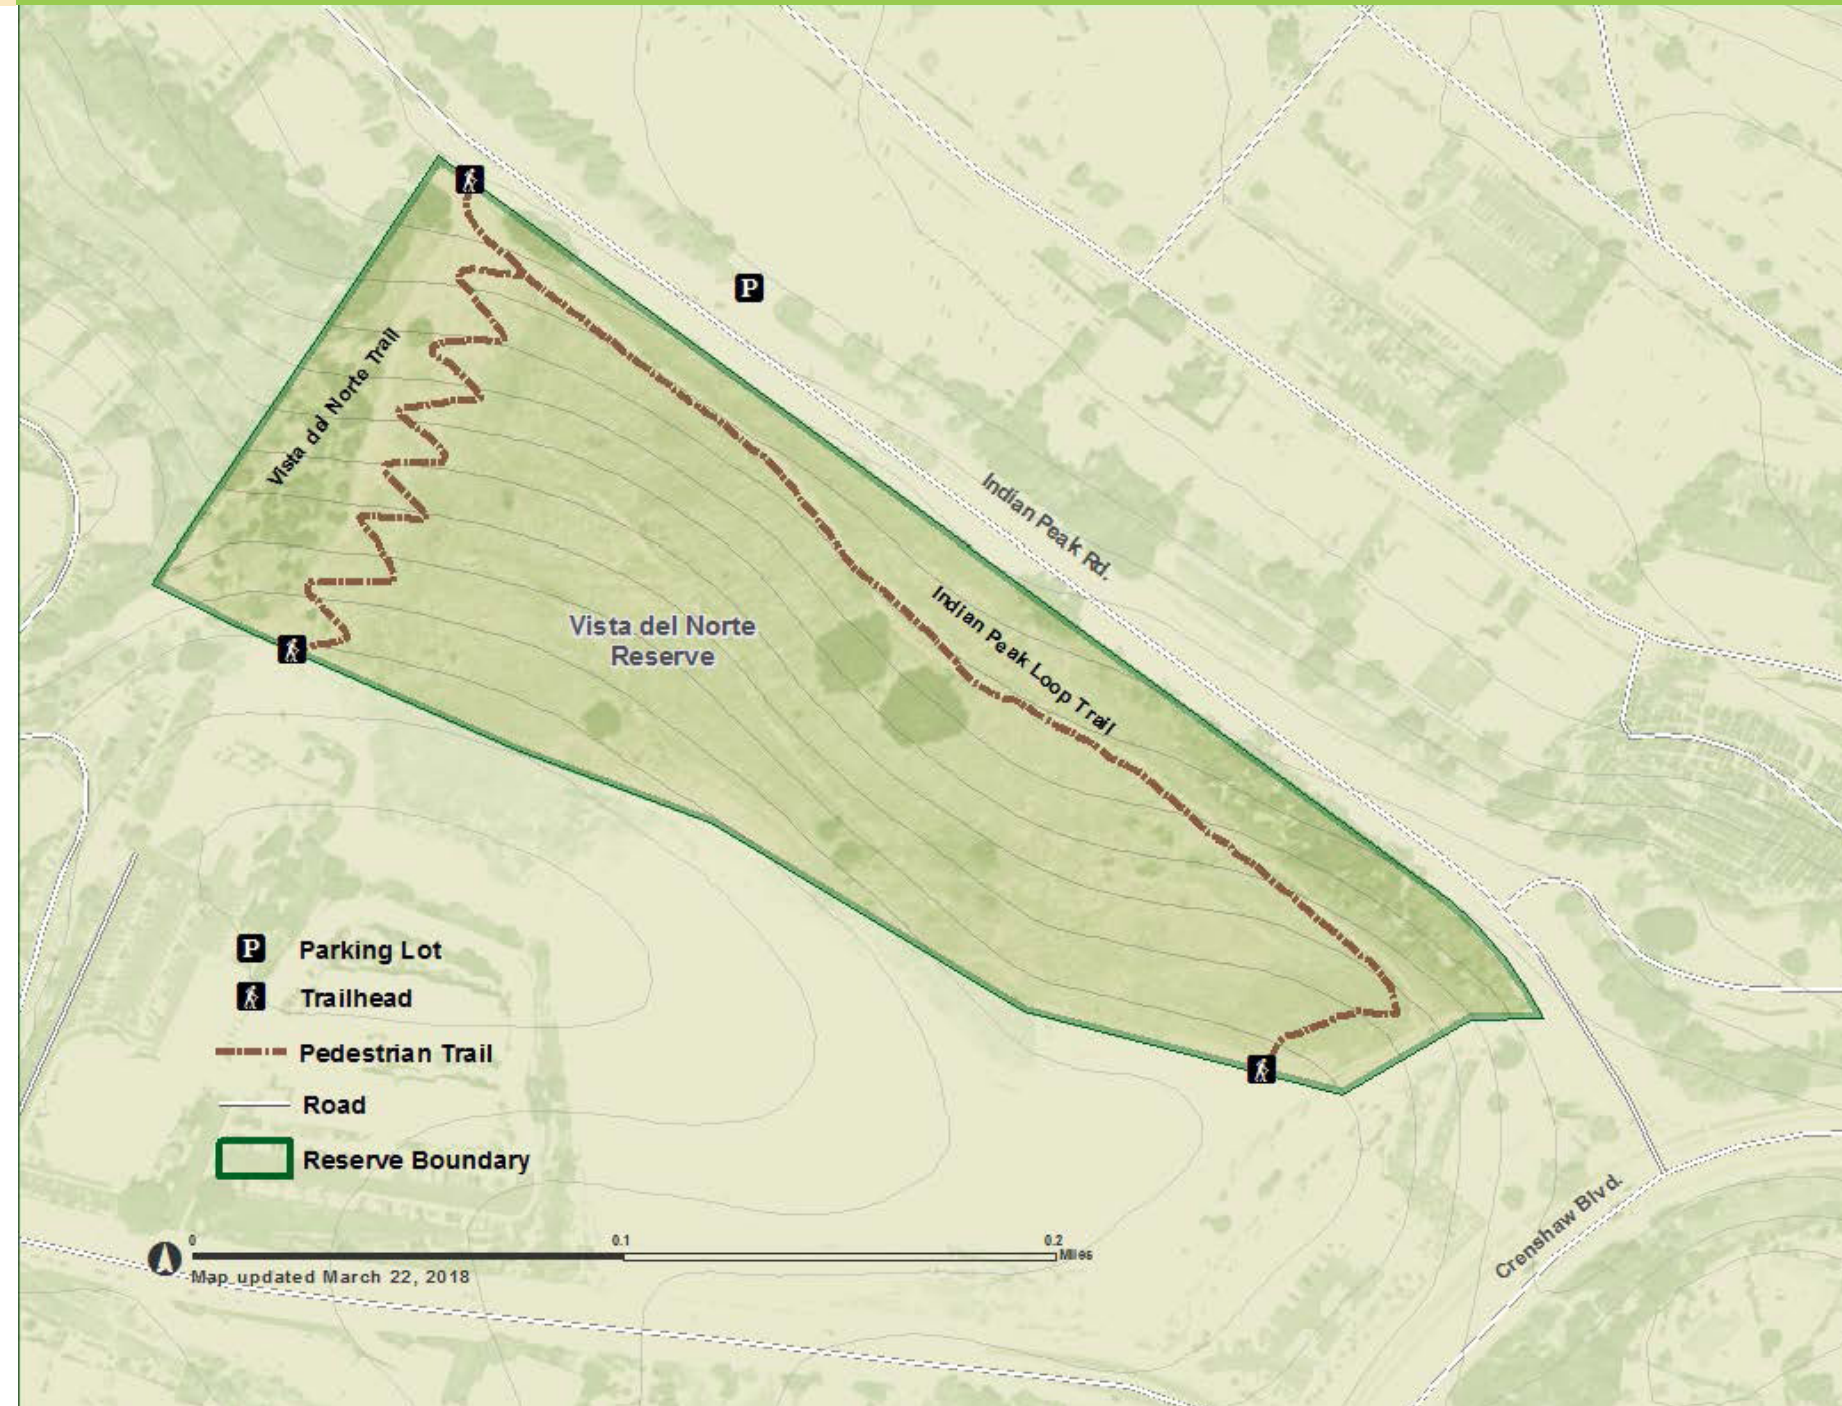 Vista del Norte Trail
Indian Peak Rd.
Indian Peak Loop Trail
Vista del Norte
Reserve
P
P Parking Lot
Trailhead
Pedestrian Trail
Road
Reserve Boundary
0 0.1 0.2
Miles
Map updated March 22, 2018
Crenshaw Blvd.